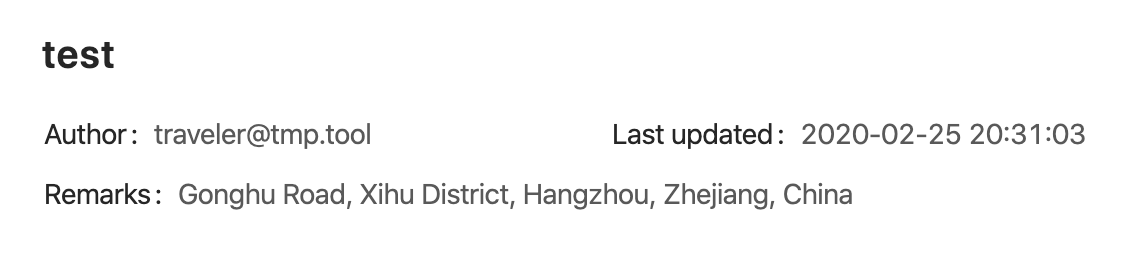 test
Author: traveler@tmp.tool Last updated: 2020-02-25 20:31:03
Remarks: Gonghu Road, Xihu District, Hangzhou, Zhejiang, China